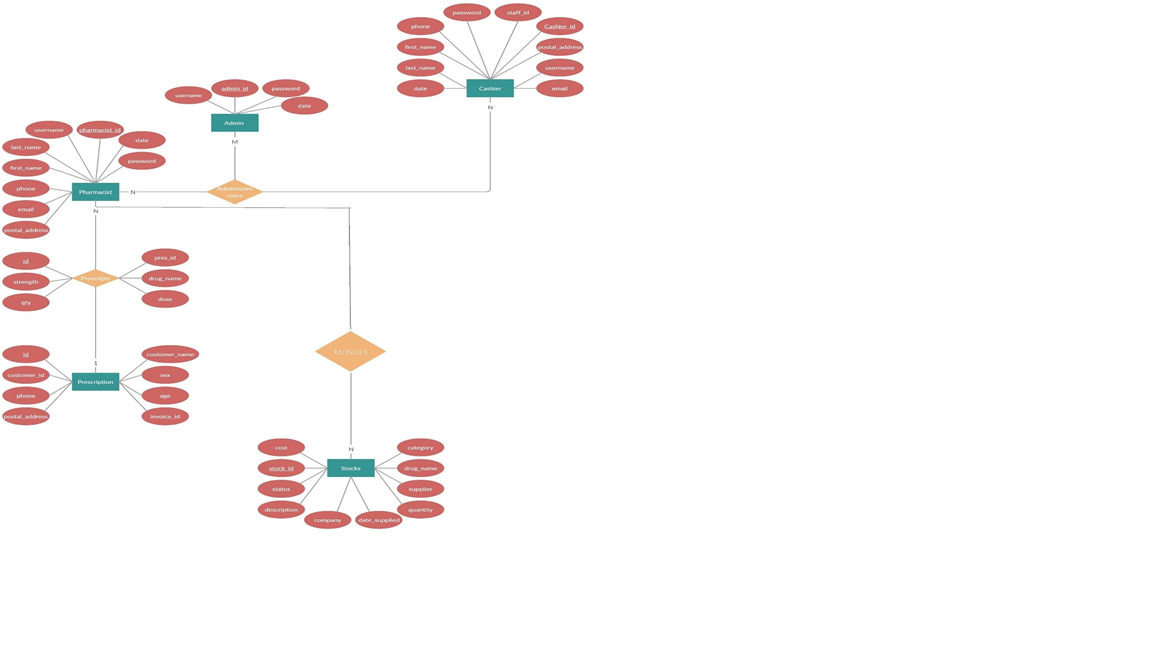 password
staff_id
phone
Cashier_id
first_name
postal_address
last_name
username
date
Cashier
email
N
username
admin_id
password
date
Admin
M
username
pharmacist_id
date
last_name
password
first_name
phone
Pharmacist
N
Administers
users
email
N
postal_address
id
pres_id
strength
Prescripts
drug_name
qty
dose
MANGES
id
customer_name
1
customer_id
Prescription
sex
phone
age
postal_address
invoice_id
N
cost
category
stock_id
Stocks
drug_name
status
supplier
description
quantity
company
date_supplied